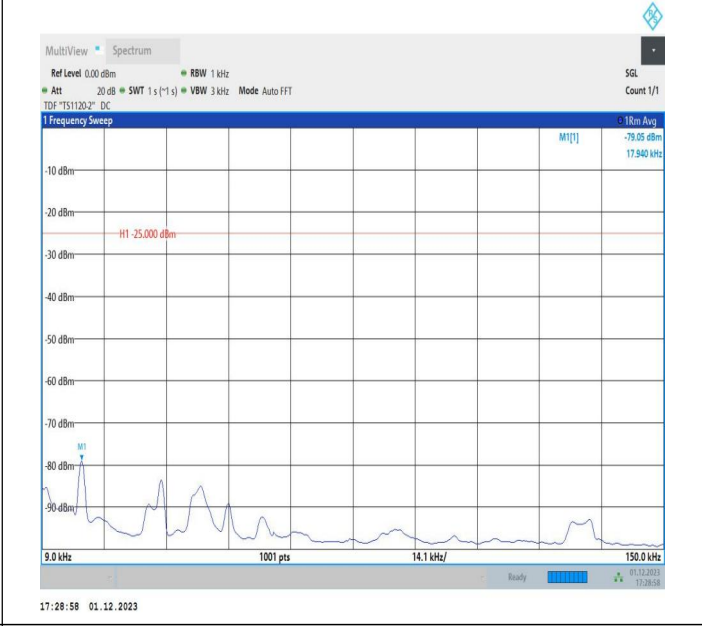 R S
MultiView Spectrum
Ref Level 0.00 dBm RBW 1 kHz SGL
Att 20 dB SWT 1 s (~1 s) VBW 3 kHz Mode Auto FFT Count 1/1
TDF "TS1120-2" DC
1 Frequency Sweep 1Rm Avg
M1[1] -79.05 dBm
17.940 kHz
-10 dBm
-20 dBm
H1 -25.000 dBm
-30 dBm
-40 dBm
-50 dBm
-60 dBm
-70 dBm
M1
-80 dBm
-90 dBm
9.0 kHz 1001 pts 14.1 kHz/ 150.0 kHz
Ready 01.12.2023
17:28:58
17:28:58 01.12.2023